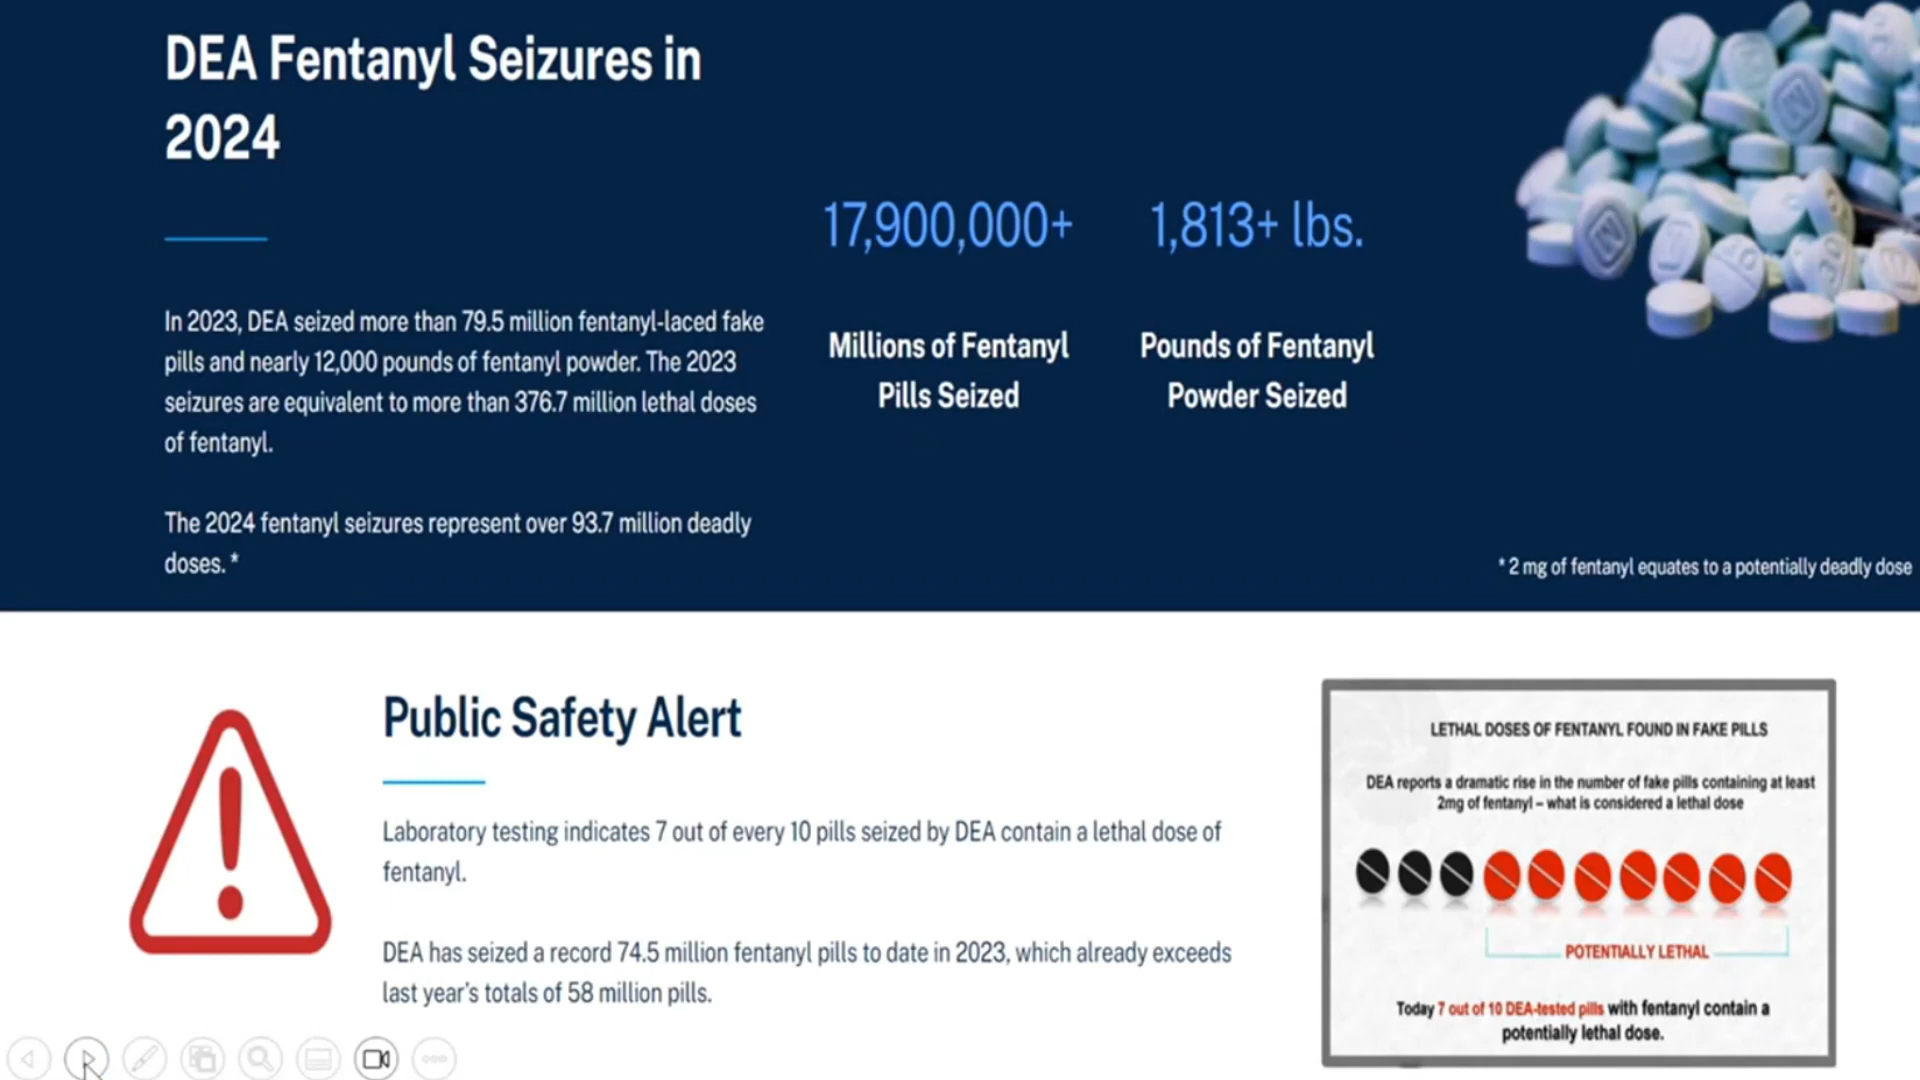 DEA Fentanyl Seizures in
2024
In 2023, DEA seized more than 79.5 million fentanyl-laced fake
pills and nearly 12,000 pounds of fentanyl powder. The 2023
seizures are equivalent to more than 376.7 million lethal doses
of fentanyl.
The 2024 fentanyl seizures represent over 93.7 million deadly
doses. *
17,900,000+
Millions of Fentanyl
Pills Seized
1,813+ lbs.
Pounds of Fentanyl
Powder Seized
* 2 mg of fentanyl equates to a potentially deadly dose
Public Safety Alert
Laboratory testing indicates 7 out of every 10 pills seized by DEA contain a lethal dose of
fentanyl.
DEA has seized a record 74.5 million fentanyl pills to date in 2023, which already exceeds
last year's totals of 58 million pills.
LETHAL DOSES OF FENTANYL FOUND IN FAKE PILLS
DEA reports a dramatic rise in the number of fake pills containing at least
2mg of fentanyl – what is considered a lethal dose
POTENTIALLY LETHAL
Today 7 out of 10 DEA-tested pills with fentanyl contain a
potentially lethal dose.